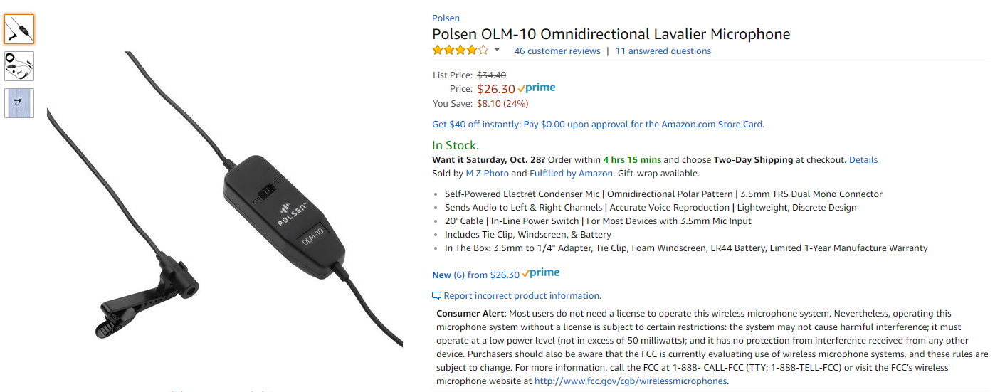 Polsen
Polsen OLM-10 Omnidirectional Lavalier Microphone
46 customer reviews | 11 answered questions
List Price: $34.40
Price: $26.30 prime
You Save: $8.10 (24%)
Get $40 off instantly: Pay $0.00 upon approval for the Amazon.com Store Card.
In Stock.
Want it Saturday, Oct. 28? Order within 4 hrs 15 mins and choose Two-Day Shipping at checkout. Details
Sold by M Z Photo and Fulfilled by Amazon. Gift-wrap available.
Self-Powered Electret Condenser Mic | Omnidirectional Polar Pattern | 3.5mm TRS Dual Mono Connector
Sends Audio to Left & Right Channels | Accurate Voice Reproduction | Lightweight, Discrete Design
20' Cable | In-Line Power Switch | For Most Devices with 3.5mm Mic Input
Includes Tie Clip, Windscreen, & Battery
In The Box: 3.5mm to 1/4" Adapter, Tie Clip, Foam Windscreen, LR44 Battery, Limited 1-Year Manufacture Warranty
New (6) from $26.30 prime
Report incorrect product information.
Consumer Alert: Most users do not need a license to operate this wireless microphone system. Nevertheless, operating this
microphone system without a license is subject to certain restrictions: the system may not cause harmful interference; it must
operate at a low power level (not in excess of 50 milliwatts); and it has no protection from interference received from any other
device. Purchasers should also be aware that the FCC is currently evaluating use of wireless microphone systems, and these rules are
subject to change. For more information, call the FCC at 1-888- CALL-FCC (TTY: 1-888-TELL-FCC) or visit the FCC's wireless
microphone website at http://www.fcc.gov/cgb/wirelessmicrophones.
POLSEN™
OLM-10